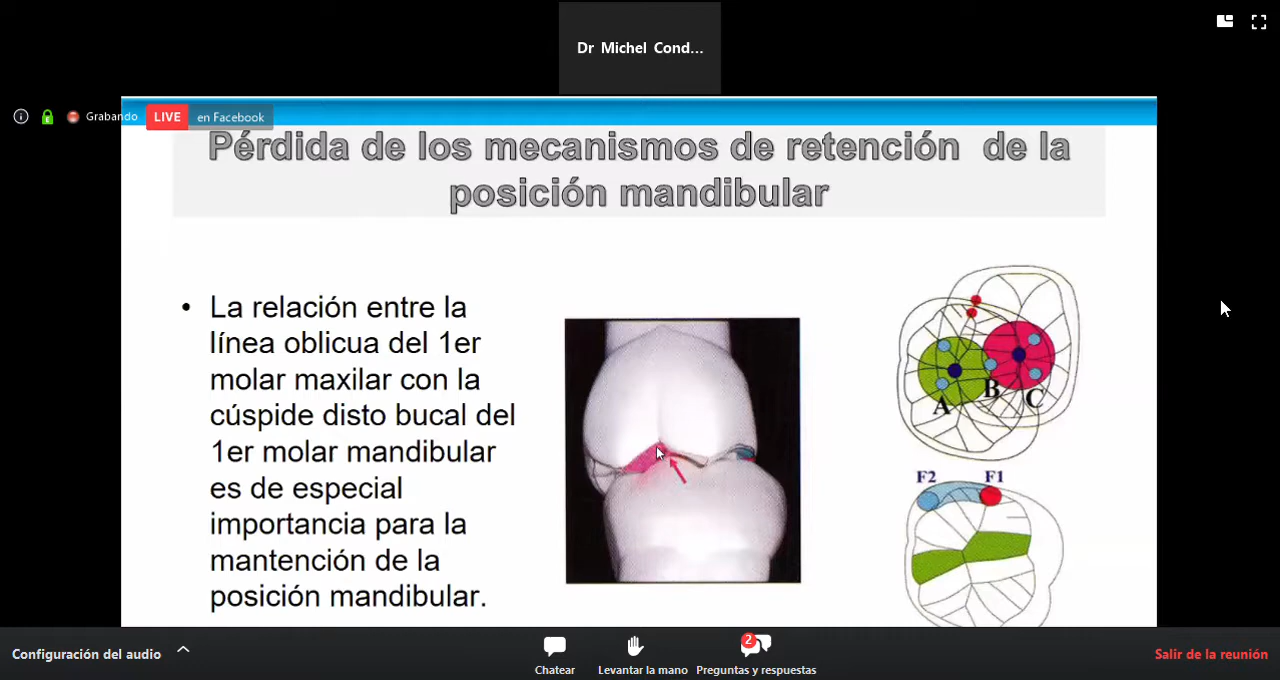 Dr Michel Cond...
Grabando
LIVE en Facebook
Pérdida de los mecanismos de retención de la
posición mandibular
• La relación entre la
línea oblicua del 1er
molar maxilar con la
cúspide disto bucal del
1er molar mandibular
es de especial
importancia para la
mantención de la
posición mandibular.
A B C
F2 F1
Configuración del audio
Chatear
Levantar la mano
2
Preguntas y respuestas
Salir de la reunión